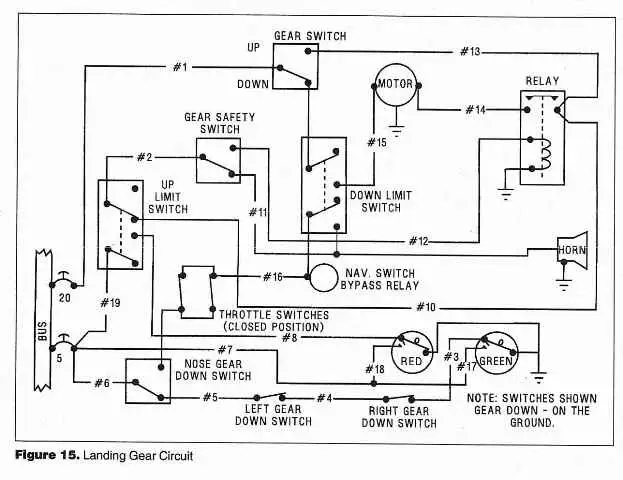 GEAR SWITCH
UP
DOWN
#1
#13
MOTOR
RELAY
#14
GEAR SAFETY
SWITCH
#15
#2
UP
LIMIT
SWITCH
#11
DOWN LIMIT
SWITCH
#12
HORN
#16
NAV. SWITCH
BYPASS RELAY
20
#19
#10
THROTTLE SWITCHES
(CLOSED POSITION)
BUS
5
#8
#7
RED
#3
GREEN
#18
#17
NOSE GEAR
DOWN SWITCH
#6
#5
#4
LEFT GEAR
DOWN SWITCH
RIGHT GEAR
DOWN SWITCH
NOTE: SWITCHES SHOWN
GEAR DOWN - ON THE
GROUND.
Figure 15. Landing Gear Circuit